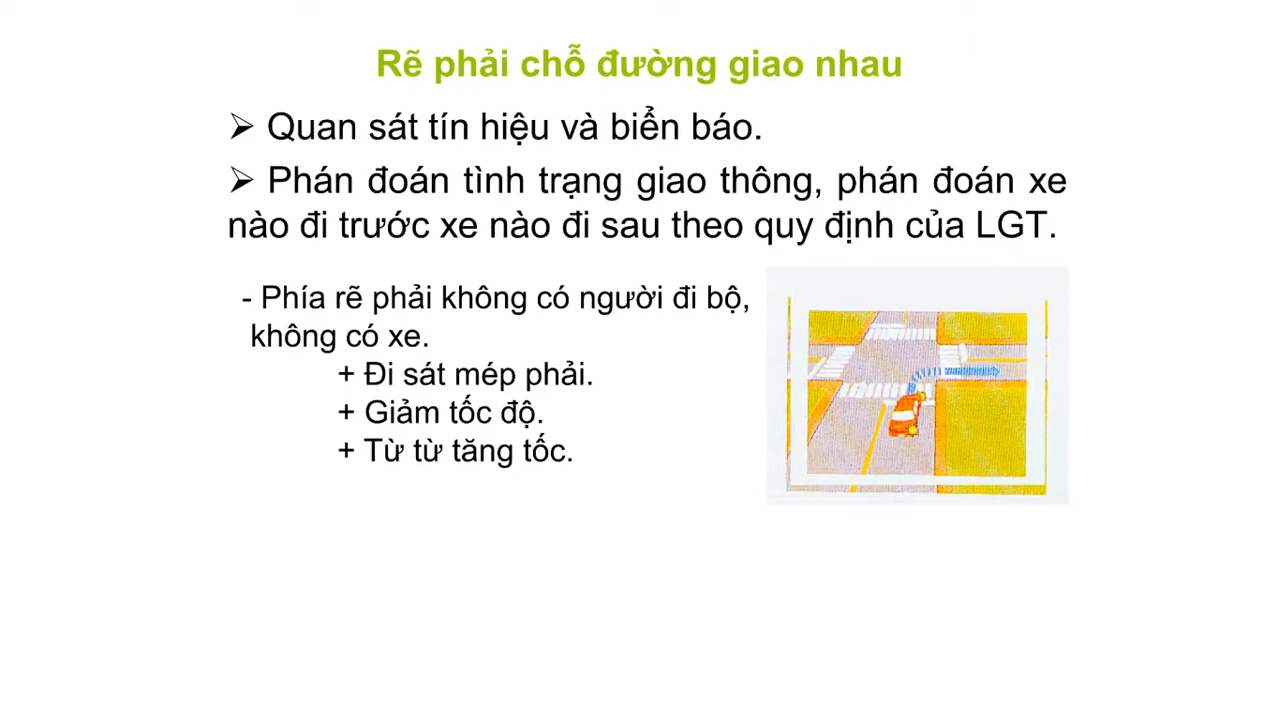 Rẽ phải chỗ đường giao nhau
➢ Quan sát tín hiệu và biển báo.
➢ Phán đoán tình trạng giao thông, phán đoán xe
nào đi trước xe nào đi sau theo quy định của LGT.
- Phía rẽ phải không có người đi bộ,
không có xe.
+ Đi sát mép phải.
+ Giảm tốc độ.
+ Từ từ tăng tốc.